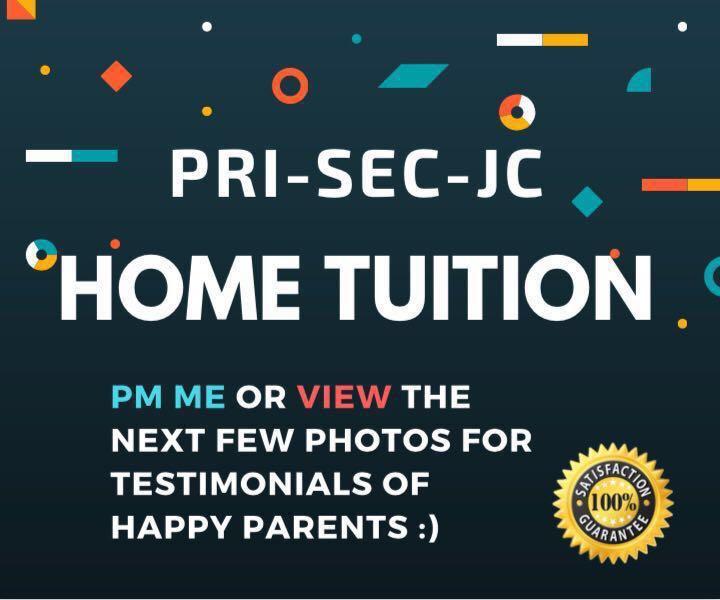 PRI-SEC-JC
HOME TUITION
PM ME OR VIEW THE
NEXT FEW PHOTOS FOR
TESTIMONIALS OF
HAPPY PARENTS :)
SATISFACTION
100%
GUARANTEE